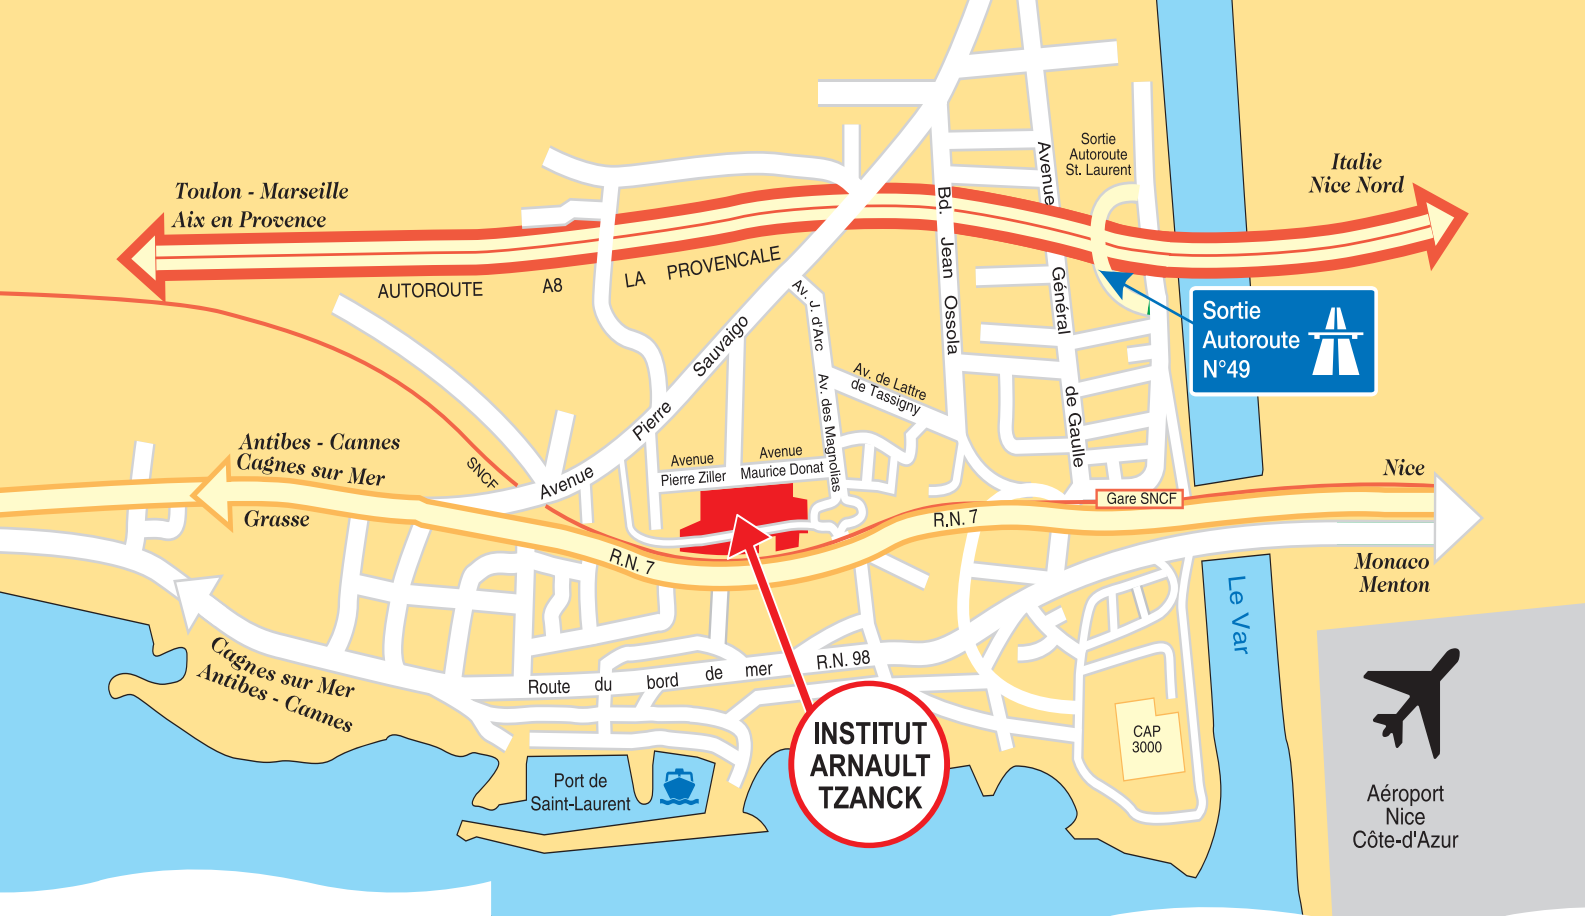 Sortie
Autoroute
St. Laurent
Italie
Nice Nord
Toulon - Marseille
Aix en Provence
AUTOROUTE A8 LA PROVENCALE
Avenue Général de Gaulle
Bd. Jean Ossola
Av. J. d'Arc
Av. des Magnolias
Avenue Pierre Sauvaigo
Av. de Lattre
de Tassigny
Sortie
Autoroute
N°49
Antibes - Cannes
Cagnes sur Mer
Grasse
SNCF
Avenue
Pierre Ziller
Avenue
Maurice Donat
Gare SNCF
Nice
R.N. 7
R.N. 7
Monaco
Menton
Le Var
Cagnes sur Mer
Antibes - Cannes
Route du bord de mer R.N. 98
INSTITUT
ARNAULT
TZANCK
CAP
3000
Port de
Saint-Laurent
Aéroport
Nice
Côte-d'Azur